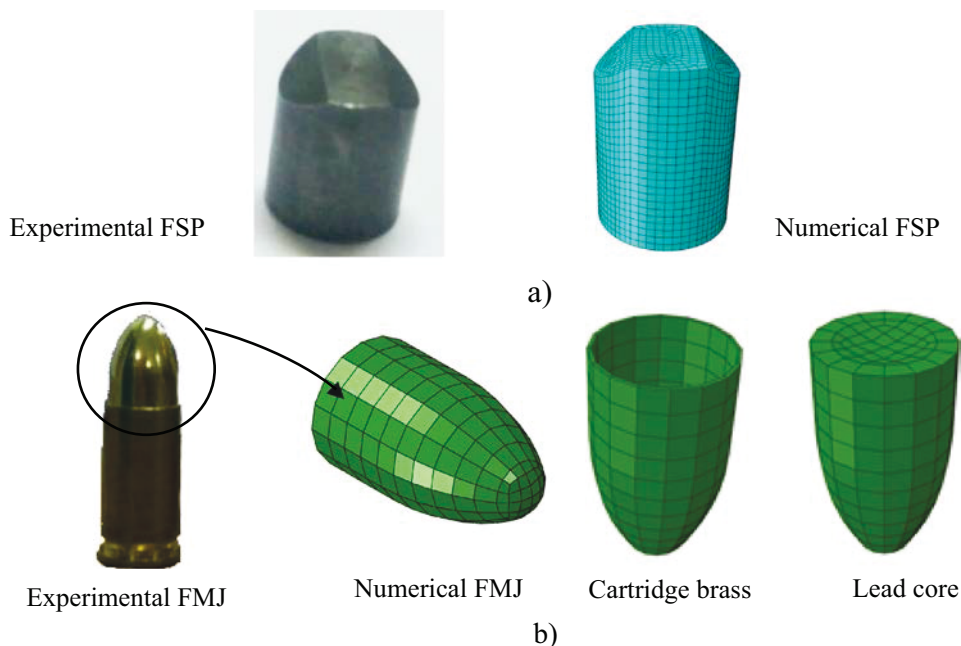 Experimental FSP
Numerical FSP
a)
Experimental FMJ
Numerical FMJ
Cartridge brass
Lead core
b)